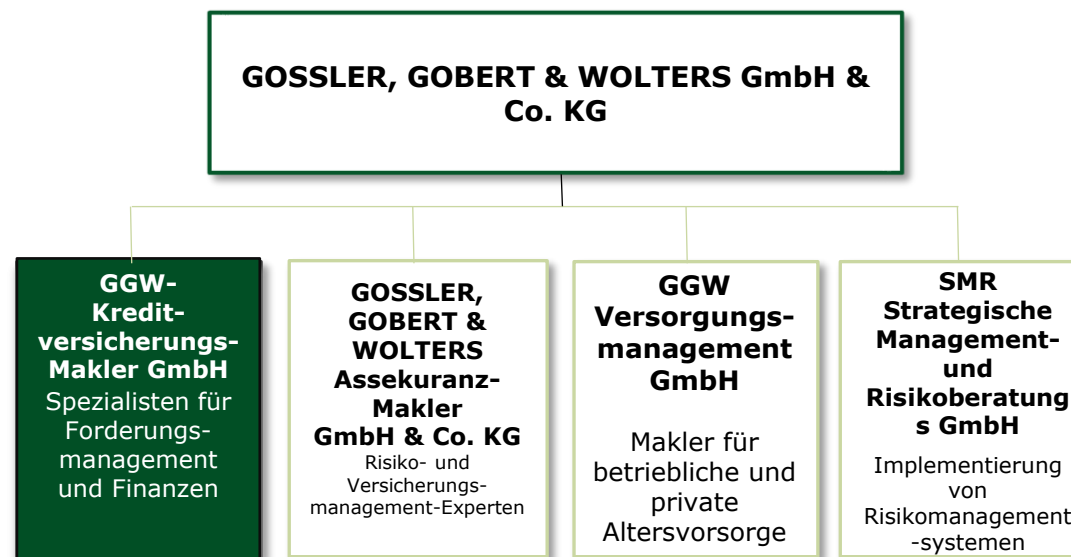 GOSSLER, GOBERT & WOLTERS GmbH &
Co. KG
GGW-
Kredit-
versicherungs-
Makler GmbH
Spezialisten für
Forderungs-
management
und Finanzen
GOSSLER,
GOBERT &
WOLTERS
Assekuranz-
Makler
GmbH & Co. KG
Risiko- und
Versicherungs-
management-Experten
GGW
Versorgungs-
management
GmbH
Makler für
betriebliche und
private
Altersvorsorge
SMR
Strategische
Management-
und
Risikoberatung
s GmbH
Implementierung
von
Risikomanagement
-systemen